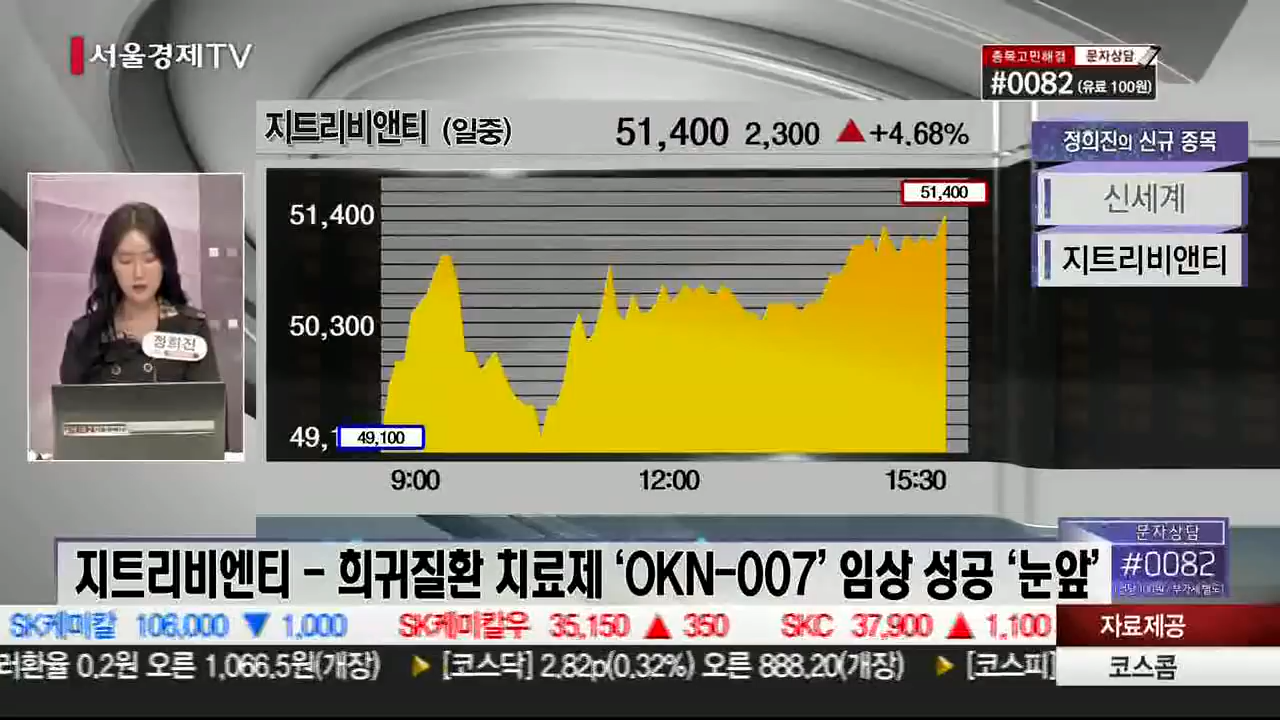 서울경제TV
종목고민해결 문자상담
#0082 (유료 100원)
지트리비앤티 (일중) 51,400 2,300 ▲+4.68%
정희진의 신규 종목
신세계
지트리비앤티
51,400
51,400
50,300
49,1
49,100
9:00 12:00 15:30
정희진
지트리비엔티 - 희귀질환 치료제 ‘OKN-007’ 임상 성공 ‘눈앞’
문자상담
#0082
SK케미칼 106,000 ▼ 1,000 SK케미칼우 35,150 ▲ 350 SKC 37,900 ▲ 1,100
자료제공
러환율 0.2원 오른 1,066.5원(개장) ▶ [코스닥] 2.82p(0.32%) 오른 888.20(개장) ▶ [코스피]
코스콤